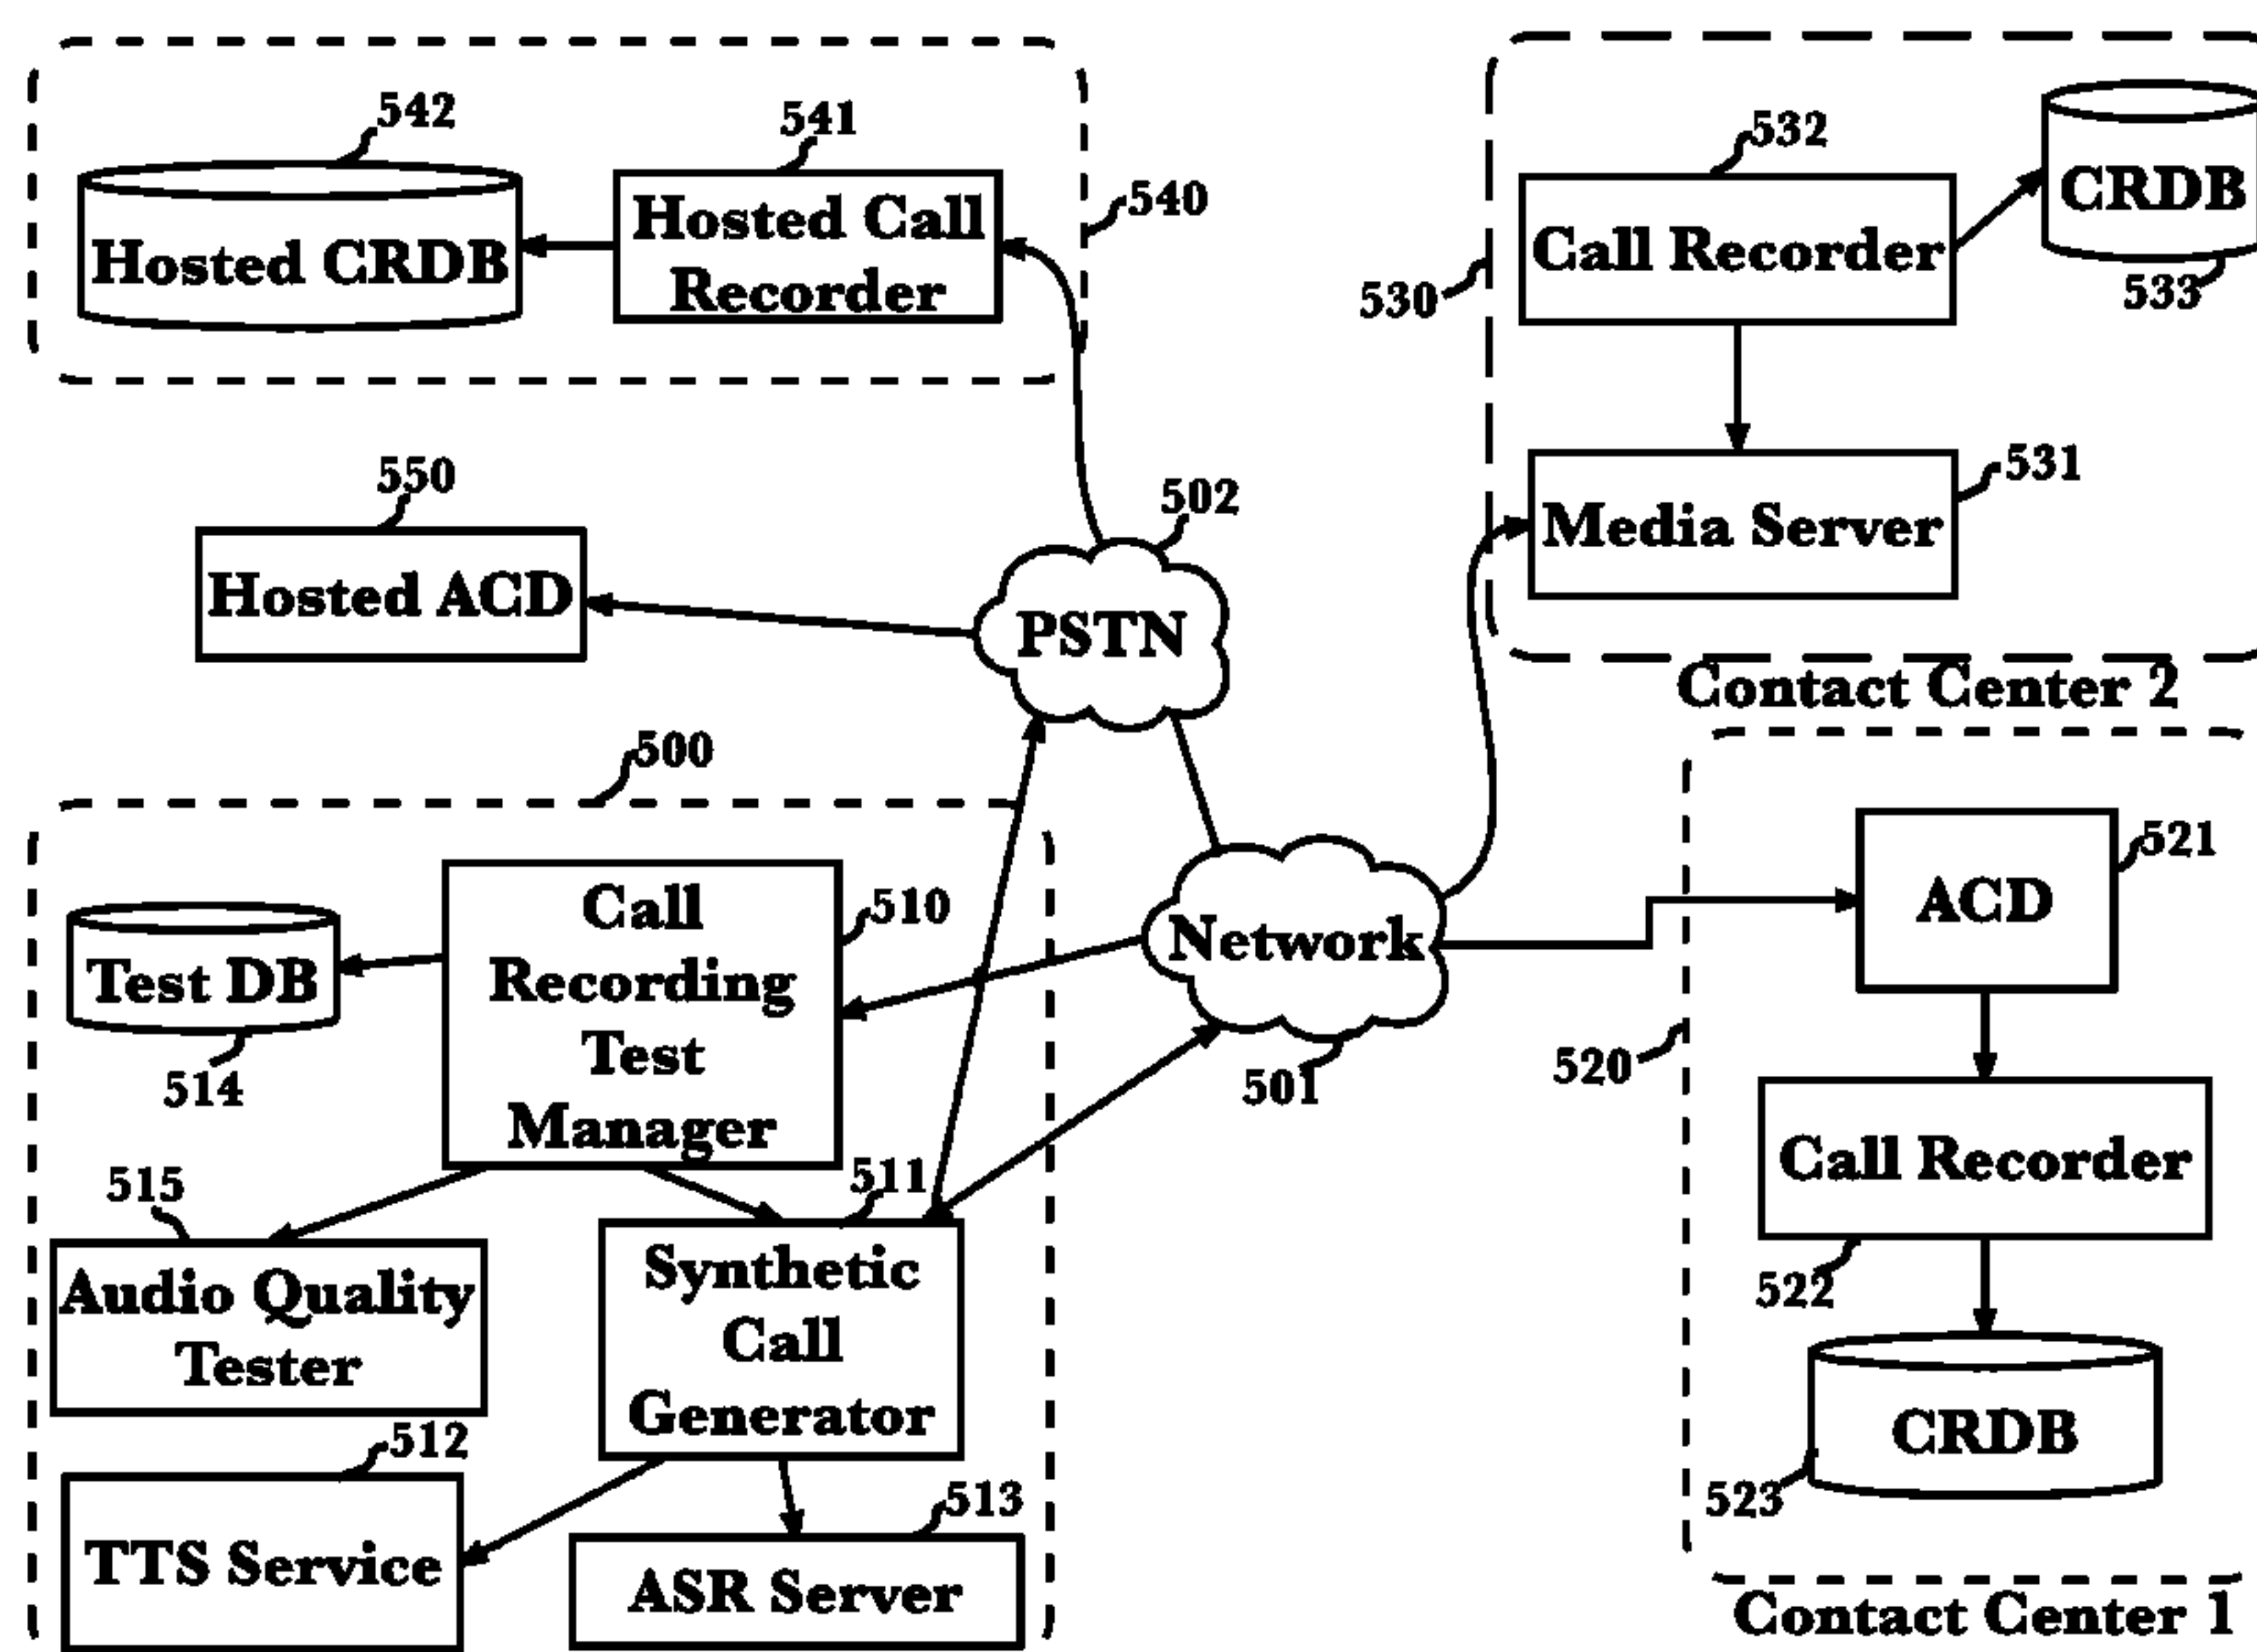 542
541
Hosted CRDB
Hosted Call
Recorder
540
532
Call Recorder
CRDB
533
530
531
Media Server
Contact Center 2
550
Hosted ACD
502
PSTN
500
Call
Recording
Test
Manager
510
Test DB
514
Network
501
515
Audio Quality
Tester
511
Synthetic
Call
Generator
512
TTS Service
513
ASR Server
521
ACD
520
Call Recorder
522
CRDB
523
Contact Center 1